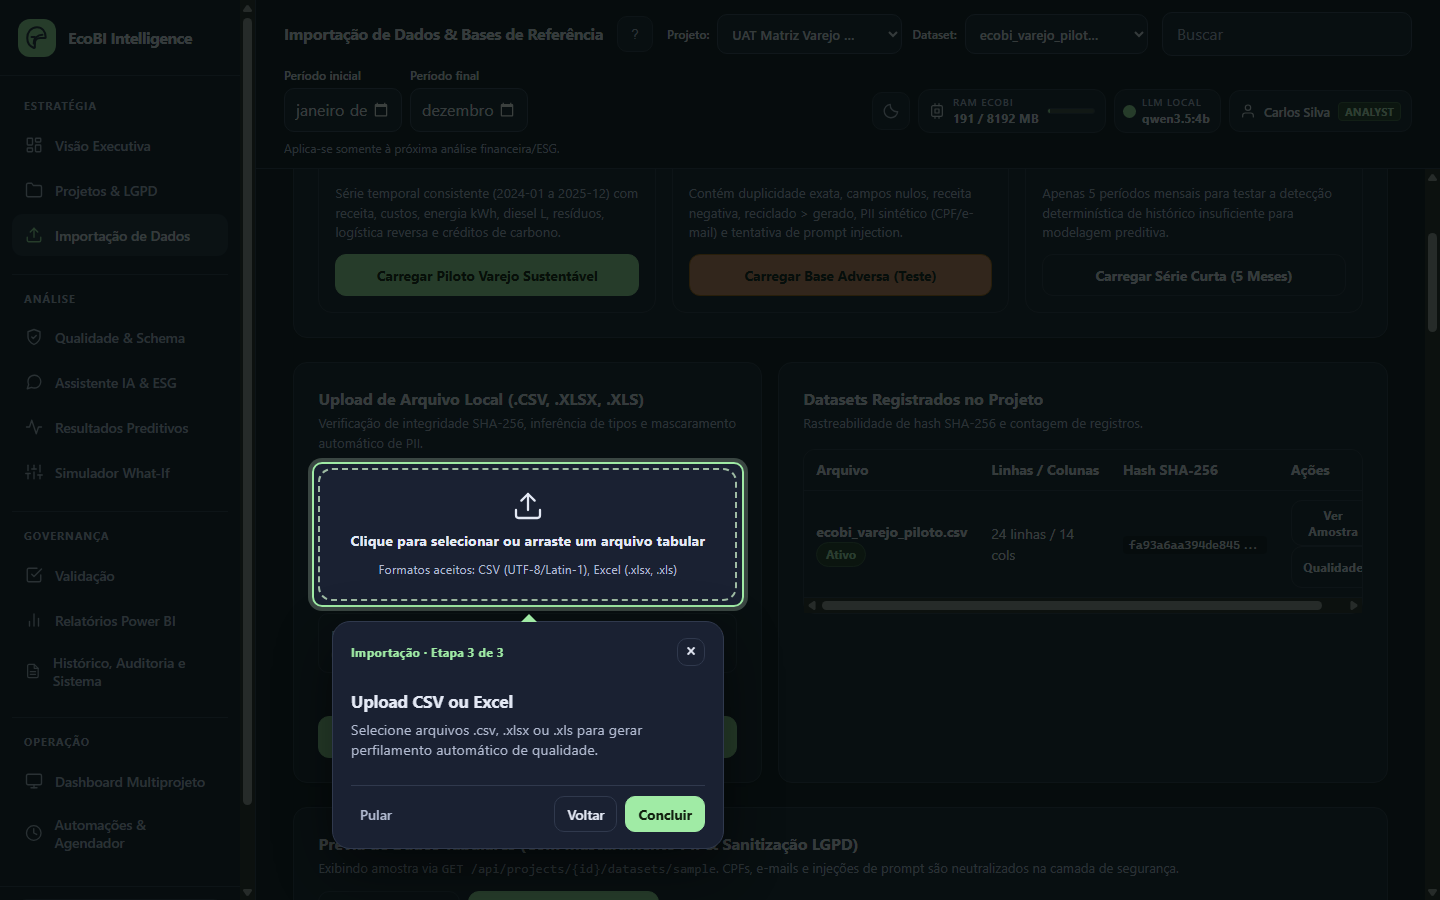 EcoBI Intelligence
ESTRATÉGIA
Visão Executiva
Projetos & LGPD
Importação de Dados
ANÁLISE
Qualidade & Schema
Assistente IA & ESG
Resultados Preditivos
Simulador What-If
GOVERNANÇA
Validação
Relatórios Power BI
Histórico, Auditoria e
Sistema
OPERAÇÃO
Dashboard Multiprojeto
Automações &
Agendador
Importação de Dados & Bases de Referência
?
Projeto:
UAT Matriz Varejo ...
Dataset:
ecobi_varejo_pilot...
Buscar
Período inicial
Período final
janeiro de
dezembro
Aplica-se somente à próxima análise financeira/ESG.
RAM ECOBI
191 / 8192 MB
LLM LOCAL
qwen3.5:4b
Carlos Silva
ANALYST
Série temporal consistente (2024-01 a 2025-12) com
receita, custos, energia kWh, diesel L, resíduos,
logística reversa e créditos de carbono.
Carregar Piloto Varejo Sustentável
Contém duplicidade exata, campos nulos, receita
negativa, reciclado > gerado, PII sintético (CPF/e-
mail) e tentativa de prompt injection.
Carregar Base Adversa (Teste)
Apenas 5 períodos mensais para testar a detecção
determinística de histórico insuficiente para
modelagem preditiva.
Carregar Série Curta (5 Meses)
Upload de Arquivo Local (.CSV, .XLSX, .XLS)
Verificação de integridade SHA-256, inferência de tipos e mascaramento
automático de PII.
Clique para selecionar ou arraste um arquivo tabular
Formatos aceitos: CSV (UTF-8/Latin-1), Excel (.xlsx, .xls)
Importação · Etapa 3 de 3
Upload CSV ou Excel
Selecione arquivos .csv, .xlsx ou .xls para gerar
perfilamento automático de qualidade.
Pular
Voltar
Concluir
Datasets Registrados no Projeto
Rastreabilidade de hash SHA-256 e contagem de registros.
Arquivo
Linhas / Colunas
Hash SHA-256
Ações
ecobi_varejo_piloto.csv
Ativo
24 linhas / 14
cols
fa93a6aa394de845 ...
Ver
Amostra
Qualidade
Sanitização LGPD)
Exibindo amostra via GET /api/projects/{id}/datasets/sample. CPFs, e-mails e injeções de prompt são neutralizados na camada de segurança.